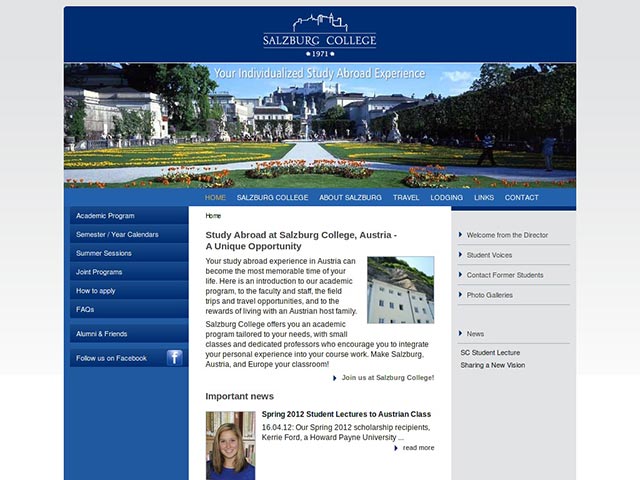 SALZBURG COLLEGE
1971
Your Individualized Study Abroad Experience
HOME SALZBURG COLLEGE ABOUT SALZBURG TRAVEL LODGING LINKS CONTACT
Academic Program
Semester / Year Calendars
Summer Sessions
Joint Programs
How to apply
FAQs
Alumni & Friends
Follow us on Facebook
f
Home
Study Abroad at Salzburg College, Austria -
A Unique Opportunity
Your study abroad experience in Austria can
become the most memorable time of your
life. Here is an introduction to our academic
program, to the faculty and staff, the field
trips and travel opportunities, and to the
rewards of living with an Austrian host family.
Salzburg College offers you an academic
program tailored to your needs, with small
classes and dedicated professors who encourage you to integrate
your personal experience into your course work. Make Salzburg,
Austria, and Europe your classroom!
Join us at Salzburg College!
Important news
Spring 2012 Student Lectures to Austrian Class
16.04.12: Our Spring 2012 scholarship recipients,
Kerrie Ford, a Howard Payne University ...
read more
Welcome from the Director
Student Voices
Contact Former Students
Photo Galleries
News
SC Student Lecture
Sharing a New Vision